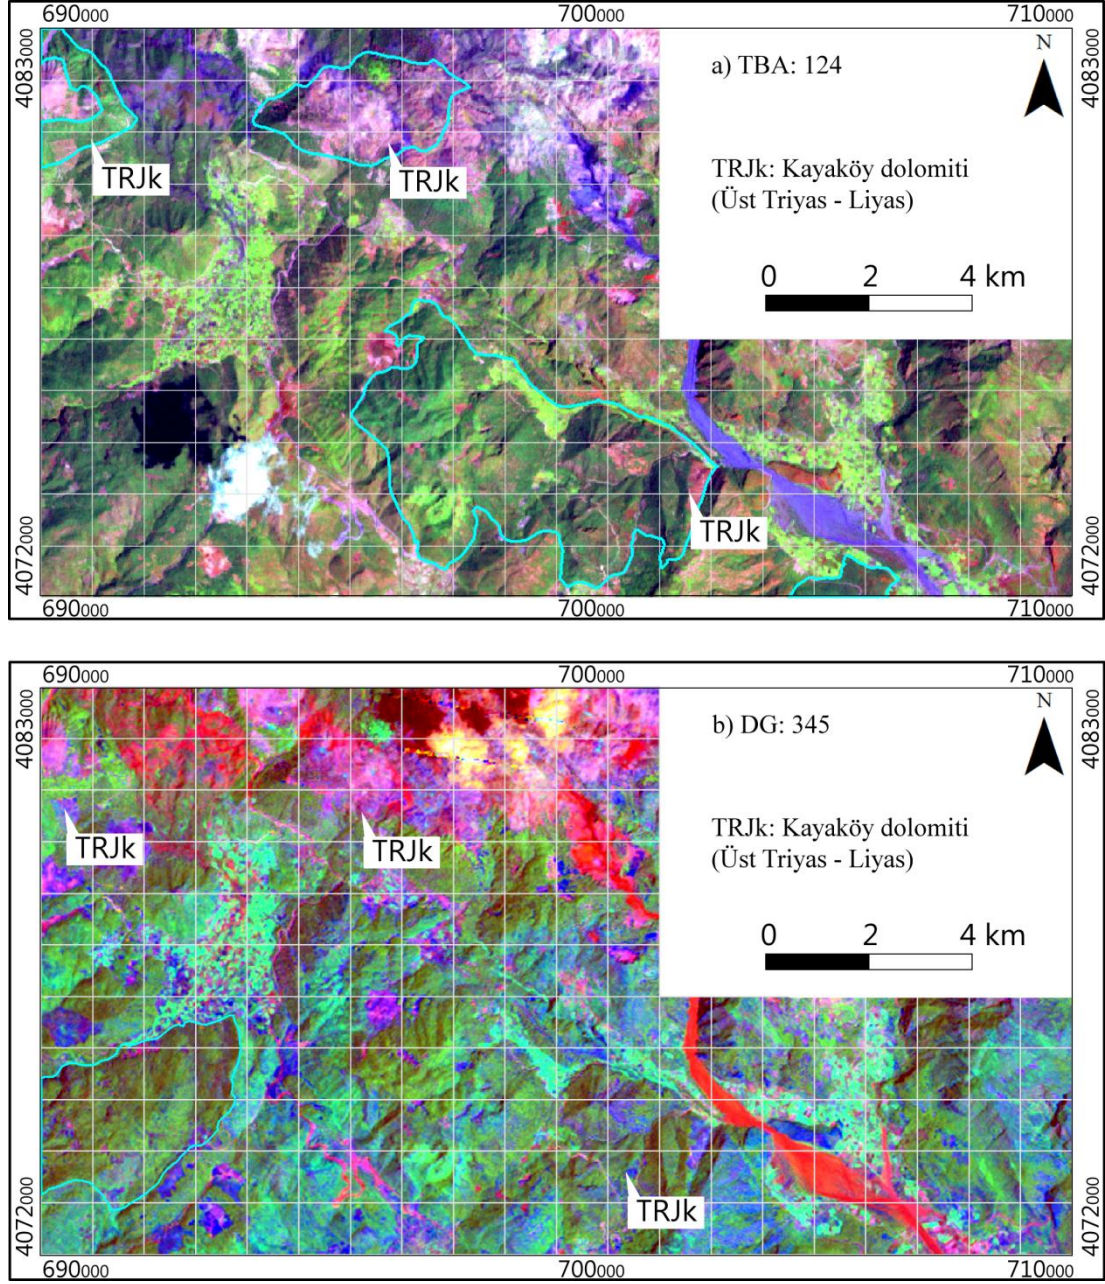 690000
700000
710000
4083000
4083000
a) TBA: 124
N
TRJk: Kayaköy dolomiti
(Üst Triyas - Liyas)
0 2 4 km
TRJk
TRJk
TRJk
4072000
4072000
690000
700000
710000
690000
700000
710000
4083000
4083000
b) DG: 345
N
TRJk: Kayaköy dolomiti
(Üst Triyas - Liyas)
0 2 4 km
TRJk
TRJk
TRJk
4072000
4072000
690000
700000
710000